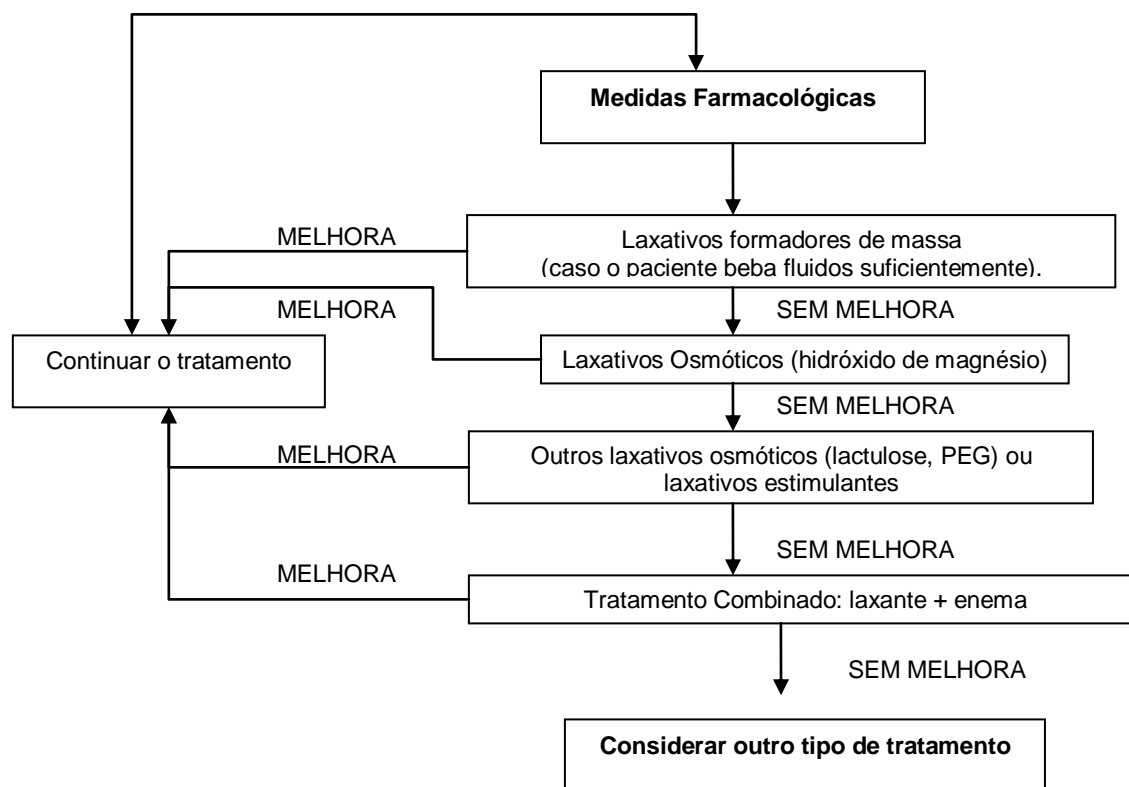 Medidas Farmacológicas
MELHORA
Laxativos formadores de massa
(caso o paciente beba fluidos suficientemente).
MELHORA
SEM MELHORA
Continuar o tratamento
Laxativos Osmóticos (hidróxido de magnésio)
SEM MELHORA
MELHORA
Outros laxativos osmóticos (lactulose, PEG) ou
laxativos estimulantes
SEM MELHORA
MELHORA
Tratamento Combinado: laxante + enema
SEM MELHORA
Considerar outro tipo de tratamento